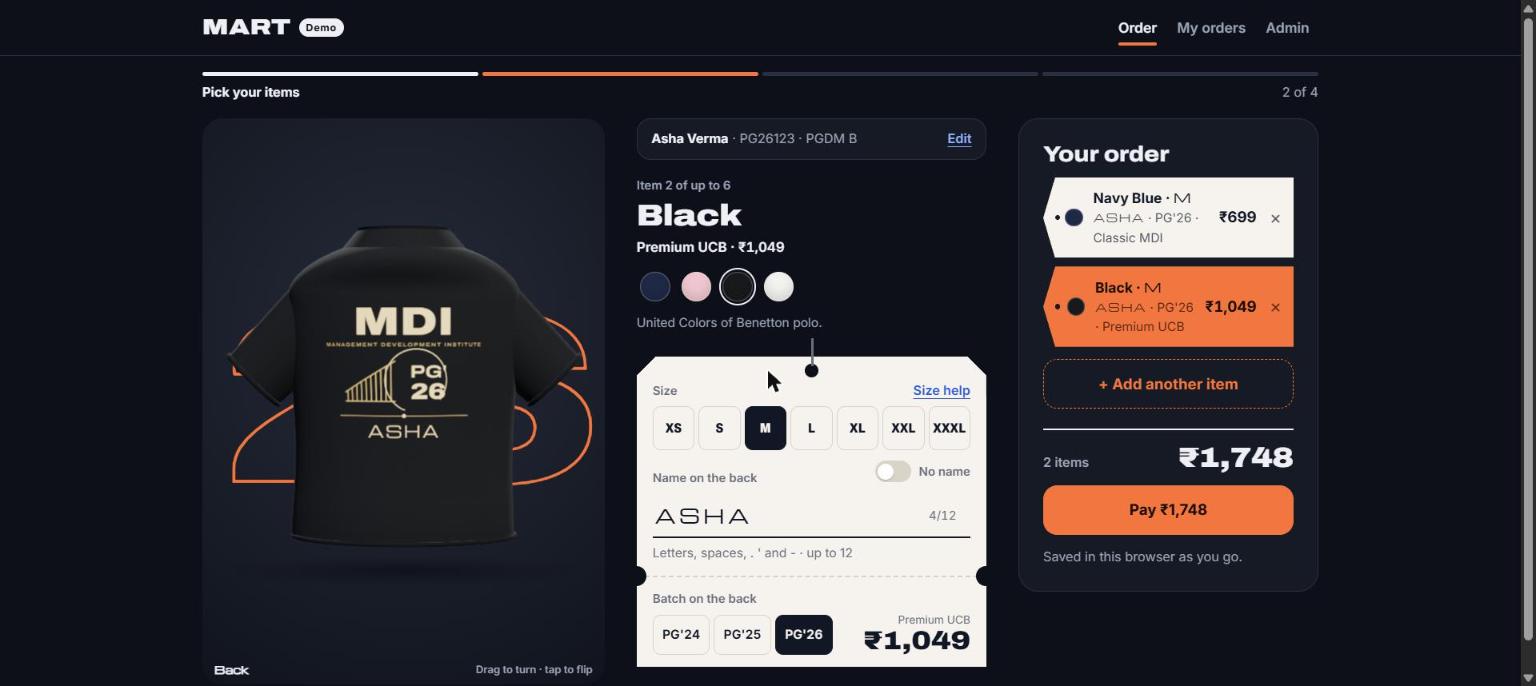 MART Demo
Order My orders Admin
Pick your items 2 of 4
MDI
MANAGEMENT DEVELOPMENT INSTITUTE
PG'
26
ASHA
Back Drag to turn · tap to flip
Asha Verma · PG26123 · PGDM B Edit
Item 2 of up to 6
Black
Premium UCB · ₹1,049
United Colors of Benetton polo.
Size Size help
XS S M L XL XXL XXXL
Name on the back No name
ASHA 4/12
Letters, spaces, . ' and - · up to 12
Batch on the back
PG'24 PG'25 PG'26
Premium UCB
₹1,049
Your order
Navy Blue · M
ASHA · PG'26 · ₹699 ×
Classic MDI
Black · M
ASHA · PG'26 ₹1,049 ×
· Premium UCB
+ Add another item
2 items ₹1,748
Pay ₹1,748
Saved in this browser as you go.